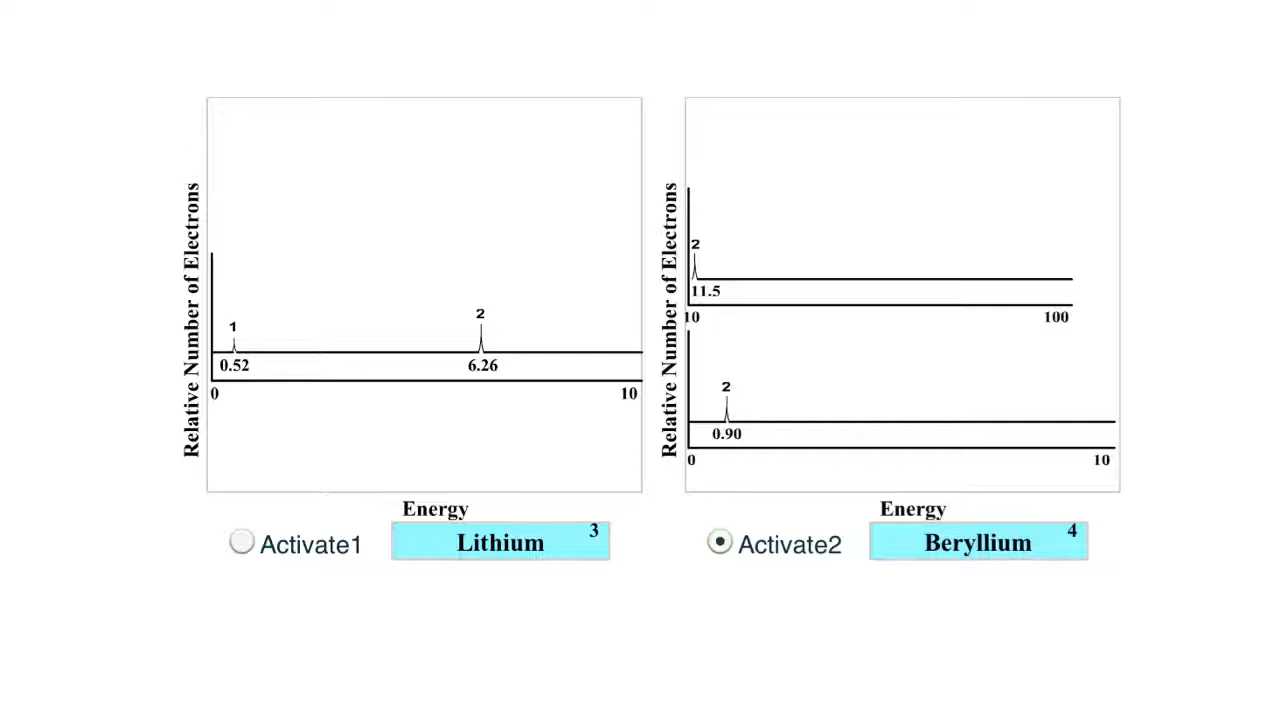 Relative Number of Electrons
1
0.52
2
6.26
0
10
Energy
Activate1
Lithium
3
Relative Number of Electrons
2
11.5
10
100
2
0.90
0
10
Energy
Activate2
Beryllium
4